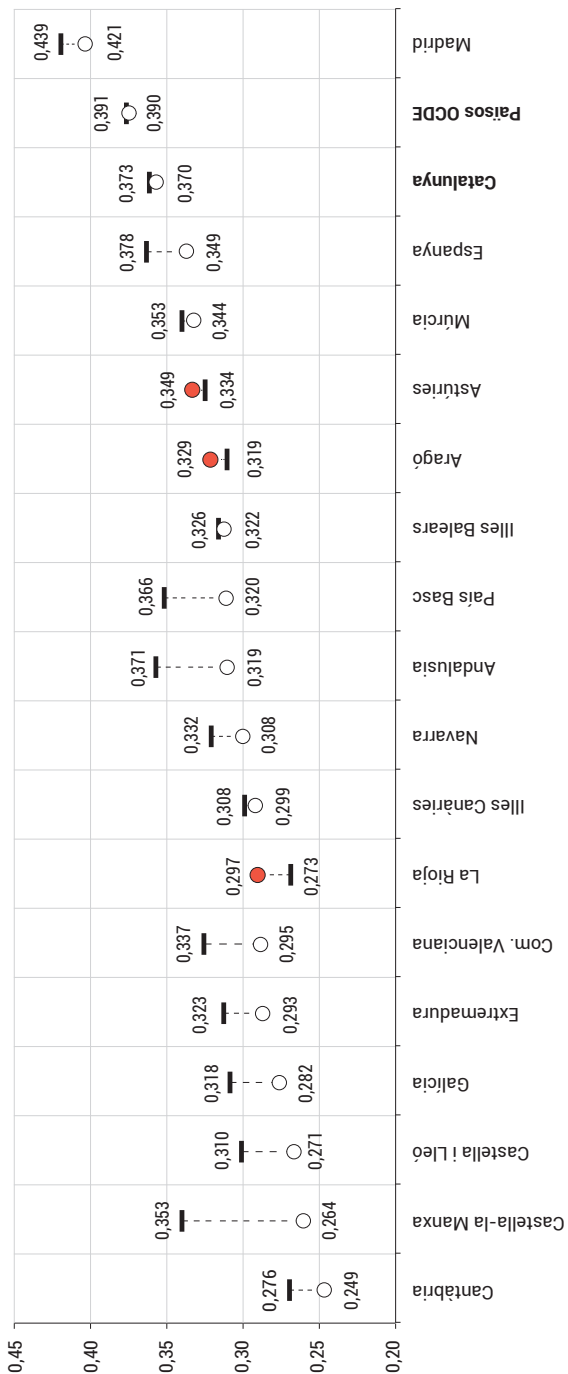 0,439
0,421
Madrid
0,391
0,390
Països OCDE
0,373
0,370
Catalunya
0,378
0,349
Espanya
0,353
0,344
Múrcia
0,349
0,334
Astúries
0,329
0,319
Aragó
0,326
0,322
Illes Balears
0,366
0,320
País Basc
0,371
0,319
Andalusia
0,332
0,308
Navarra
0,308
0,299
Illes Canàries
0,297
0,273
La Rioja
0,337
0,295
Com. Valenciana
0,323
0,293
Extremadura
0,318
0,282
Galícia
0,310
0,271
Castella i Lleó
0,353
0,264
Castella-la Manxa
0,276
0,249
Cantàbria
0,45
0,40
0,35
0,30
0,25
0,20